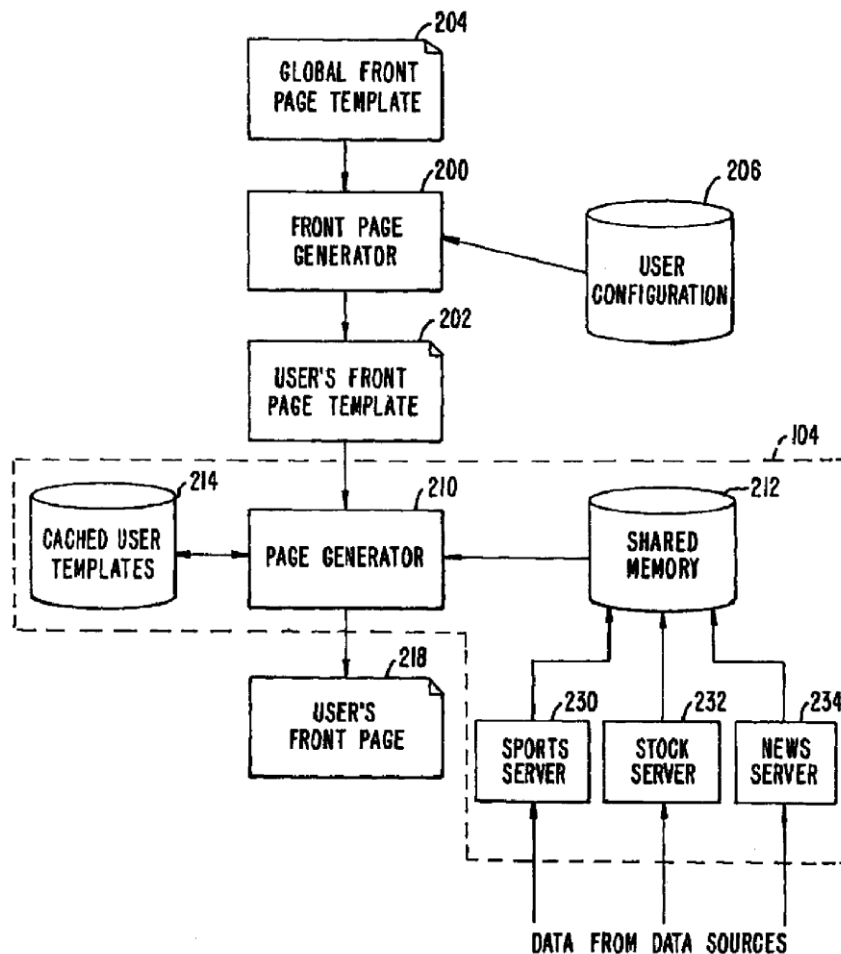 204
GLOBAL FRONT
PAGE TEMPLATE
200
FRONT PAGE
GENERATOR
206
USER
CONFIGURATION
202
USER'S FRONT
PAGE TEMPLATE
104
214
CACHED USER
TEMPLATES
210
PAGE GENERATOR
212
SHARED
MEMORY
218
USER'S
FRONT PAGE
230
SPORTS
SERVER
232
STOCK
SERVER
234
NEWS
SERVER
DATA FROM DATA SOURCES